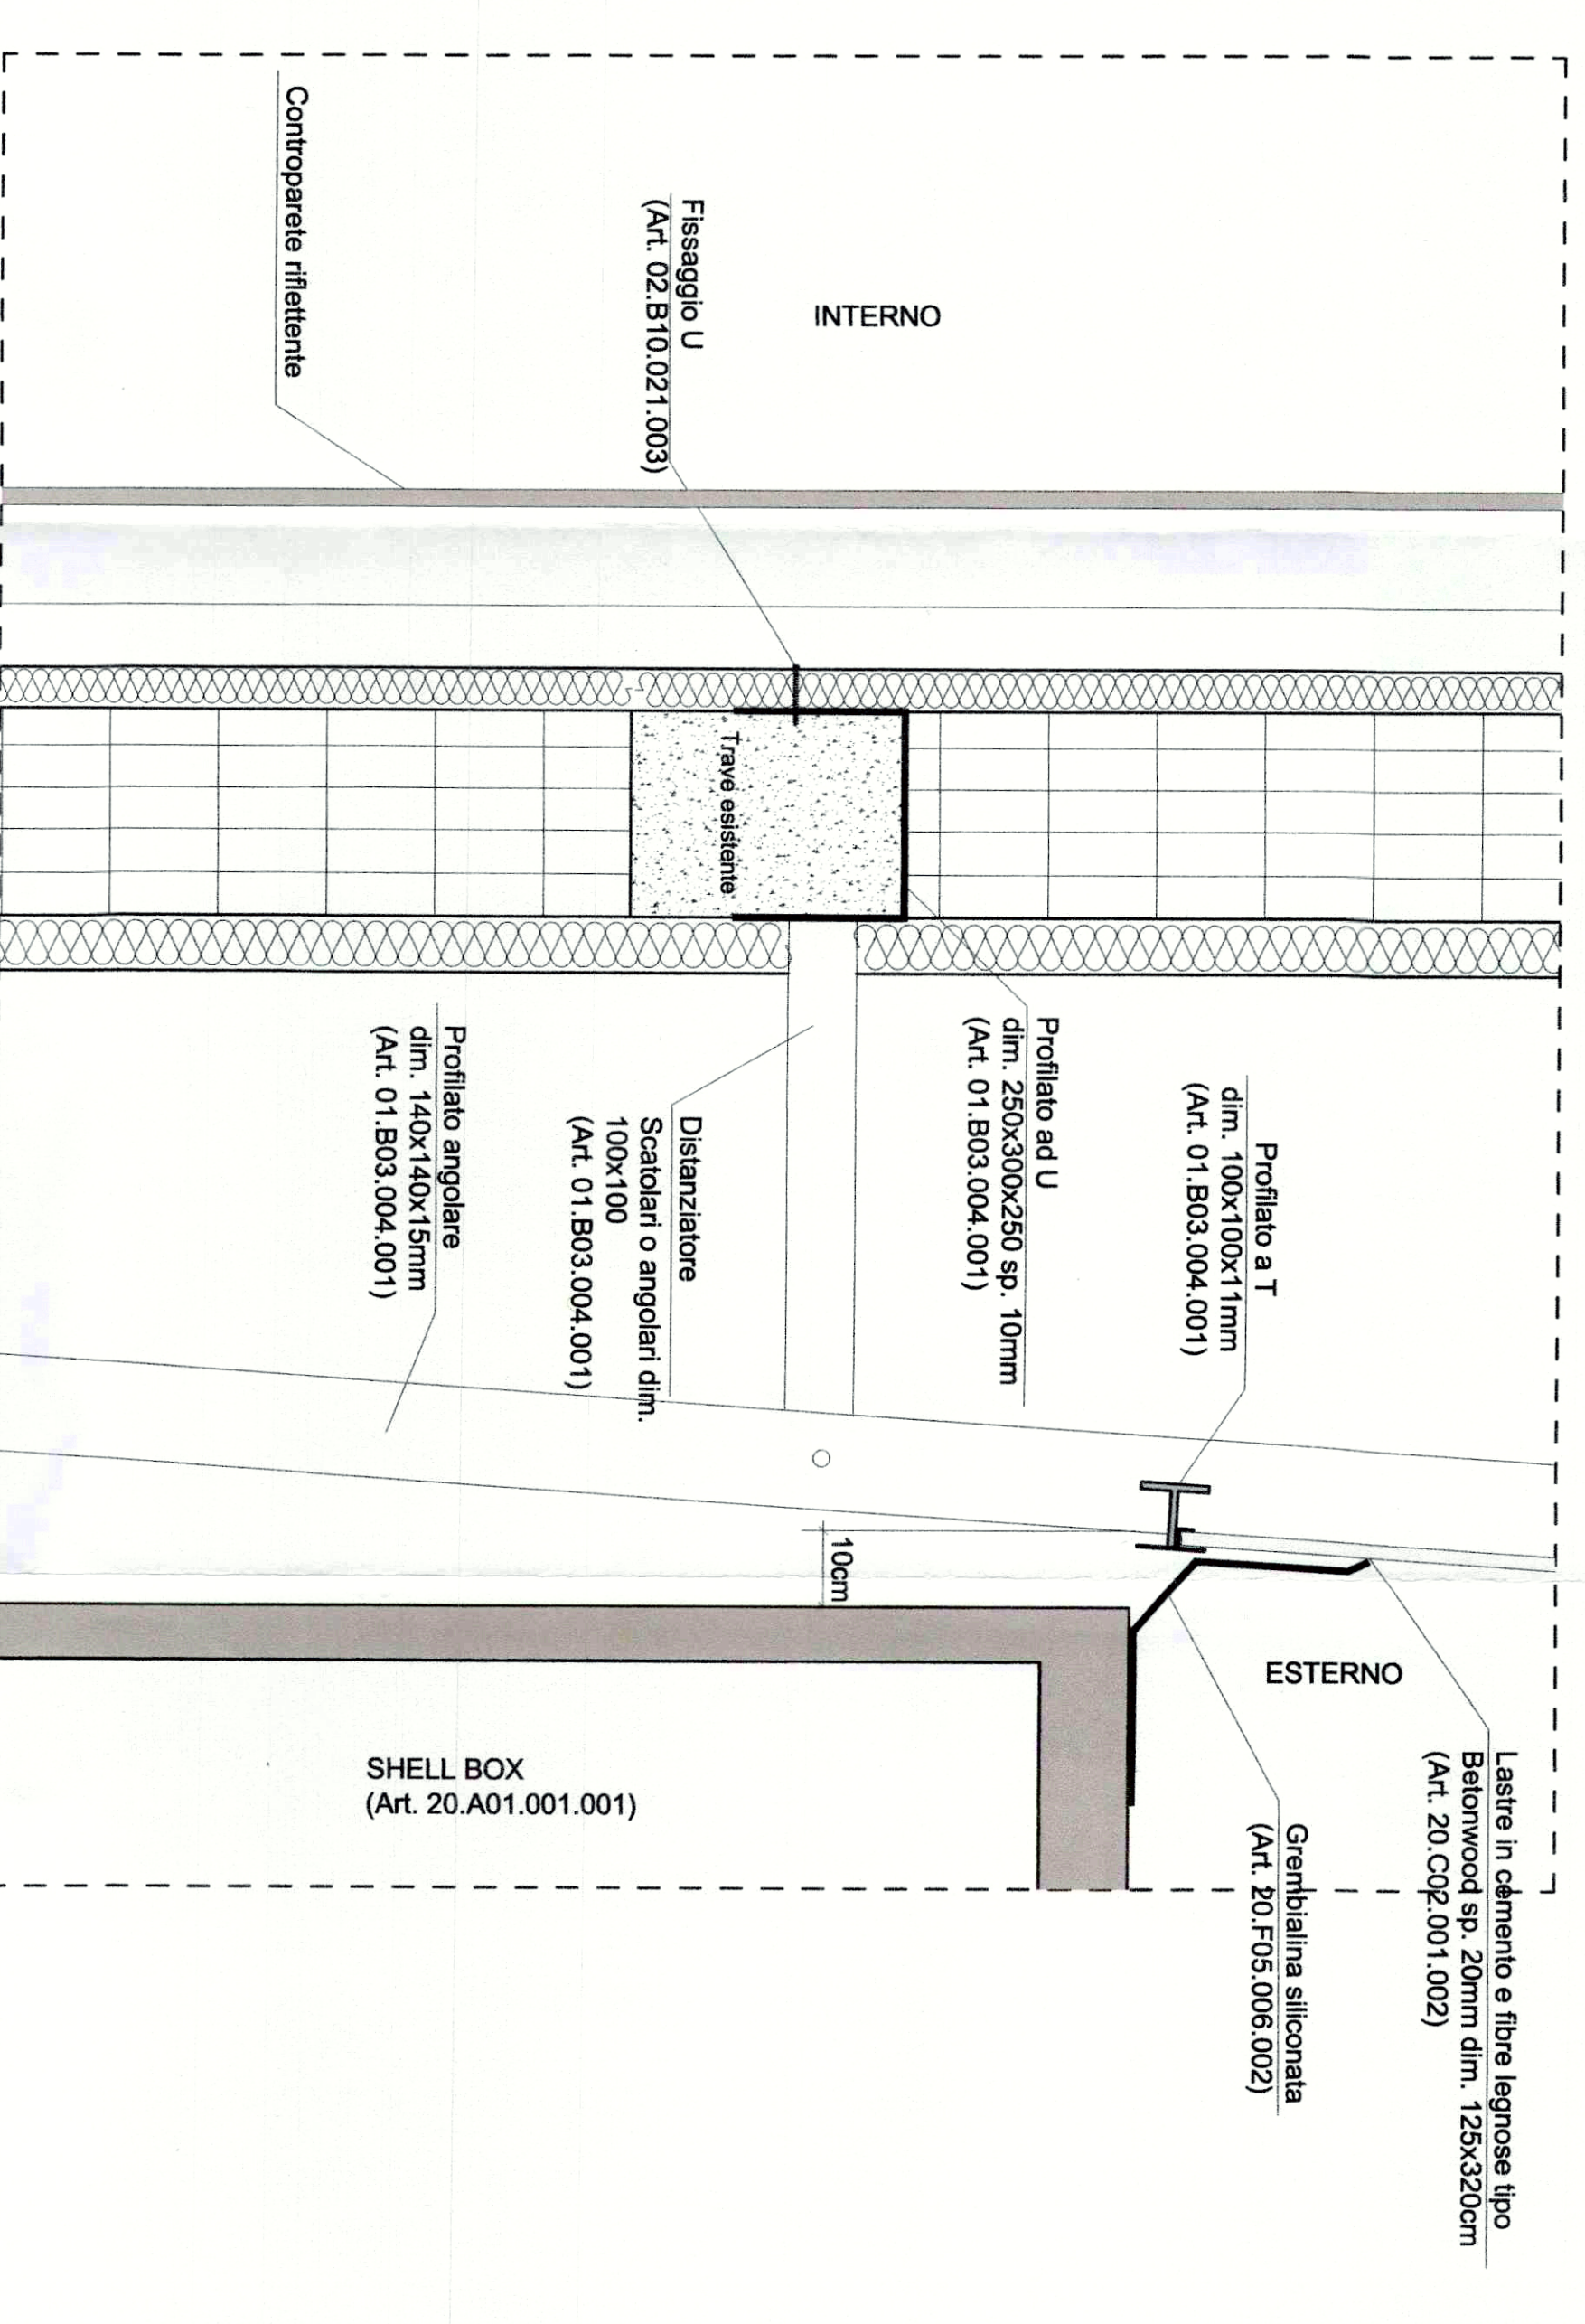 Controparete riflettente
Fissaggio U
(Art. 02.B10.021.003)
INTERNO
Trave esistente
Profilato a T
dim. 100x100x11mm
(Art. 01.B03.004.001)
Profilato ad U
dim. 250x300x250 sp. 10mm
(Art. 01.B03.004.001)
Distanziatore
Scatolari o angolari dim.
100x100
(Art. 01.B03.004.001)
Profilato angolare
dim. 140x140x15mm
(Art. 01.B03.004.001)
10cm
ESTERNO
Lastre in cemento e fibre legnose tipo
Betonwood sp. 20mm dim. 125x320cm
(Art. 20.C02.001.002)
Grembialina siliconata
(Art. 20.F05.006.002)
SHELL BOX
(Art. 20.A01.001.001)